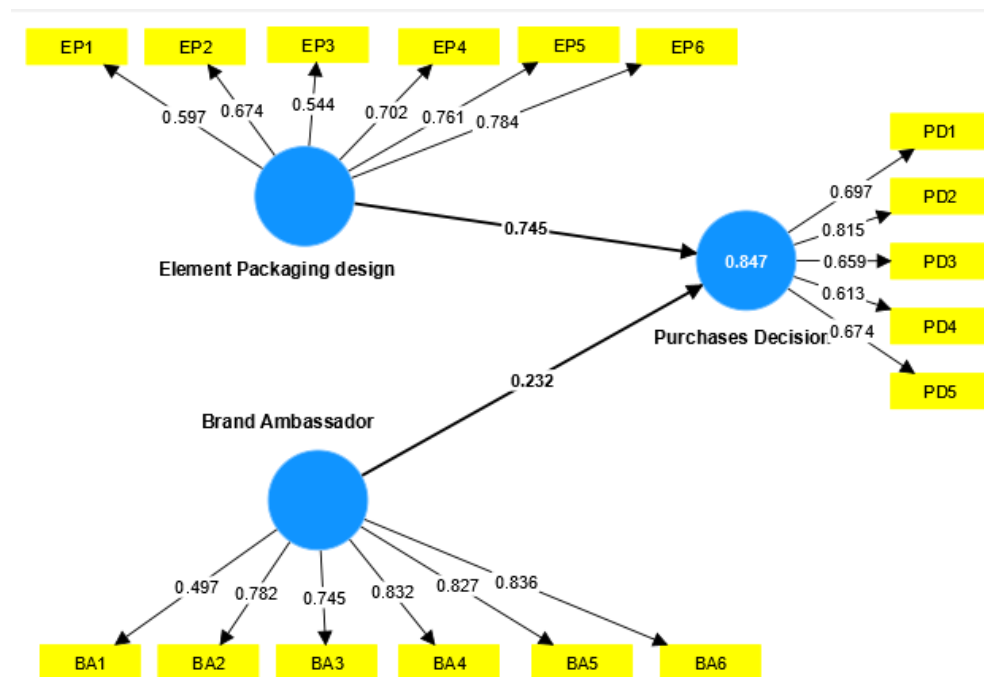 EP1 EP2 EP3 EP4 EP5 EP6
0.597 0.674 0.544 0.702 0.761 0.784
PD1
0.697
PD2
0.815
0.745
0.847
0.659
PD3
Element Packaging design
0.613
PD4
Purchases Decision
0.674
0.232
PD5
Brand Ambassador
0.497 0.782 0.745 0.832 0.827 0.836
BA1 BA2 BA3 BA4 BA5 BA6